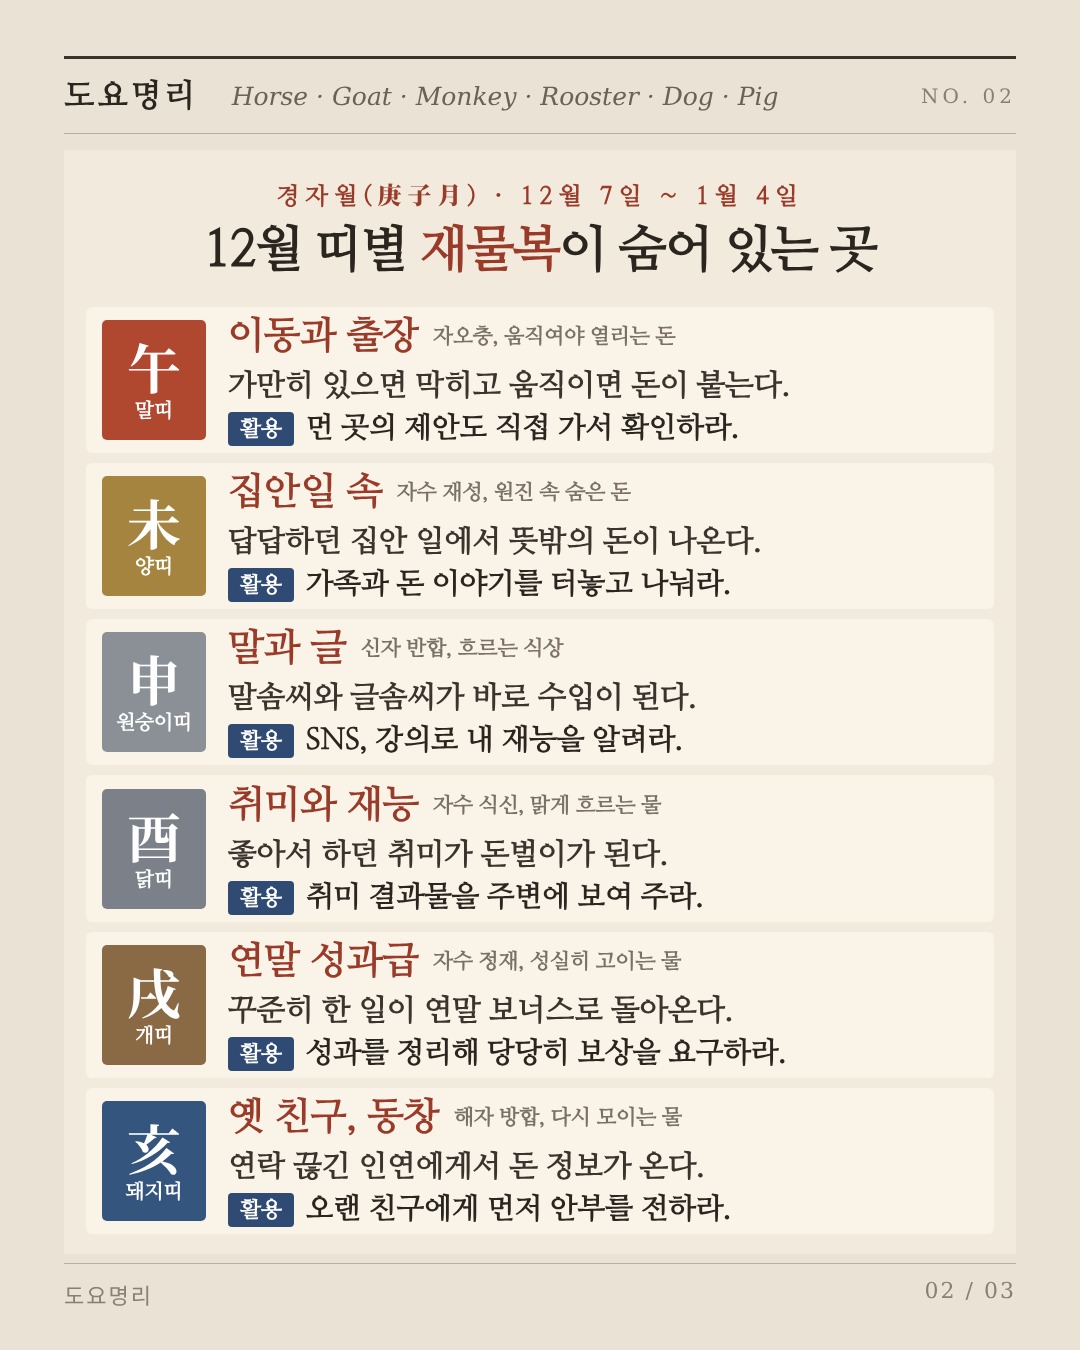 도요명리 Horse · Goat · Monkey · Rooster · Dog · Pig NO. 02
경자월(庚子月) · 12월 7일 ~ 1월 4일
12월 띠별 재물복이 숨어 있는 곳
午
말띠
이동과 출장 자오충, 움직여야 열리는 돈
가만히 있으면 막히고 움직이면 돈이 붙는다.
활용 먼 곳의 제안도 직접 가서 확인하라.
未
양띠
집안일 속 자수 재성, 원진 속 숨은 돈
답답하던 집안 일에서 뜻밖의 돈이 나온다.
활용 가족과 돈 이야기를 터놓고 나눠라.
申
원숭이띠
말과 글 신자 반합, 흐르는 식상
말솜씨와 글솜씨가 바로 수입이 된다.
활용 SNS, 강의로 내 재능을 알려라.
酉
닭띠
취미와 재능 자수 식신, 맑게 흐르는 물
좋아서 하던 취미가 돈벌이가 된다.
활용 취미 결과물을 주변에 보여 주라.
戌
개띠
연말 성과급 자수 정재, 성실히 고이는 물
꾸준히 한 일이 연말 보너스로 돌아온다.
활용 성과를 정리해 당당히 보상을 요구하라.
亥
돼지띠
옛 친구, 동창 해자 방합, 다시 모이는 물
연락 끊긴 인연에게서 돈 정보가 온다.
활용 오랜 친구에게 먼저 안부를 전하라.
도요명리 02 / 03